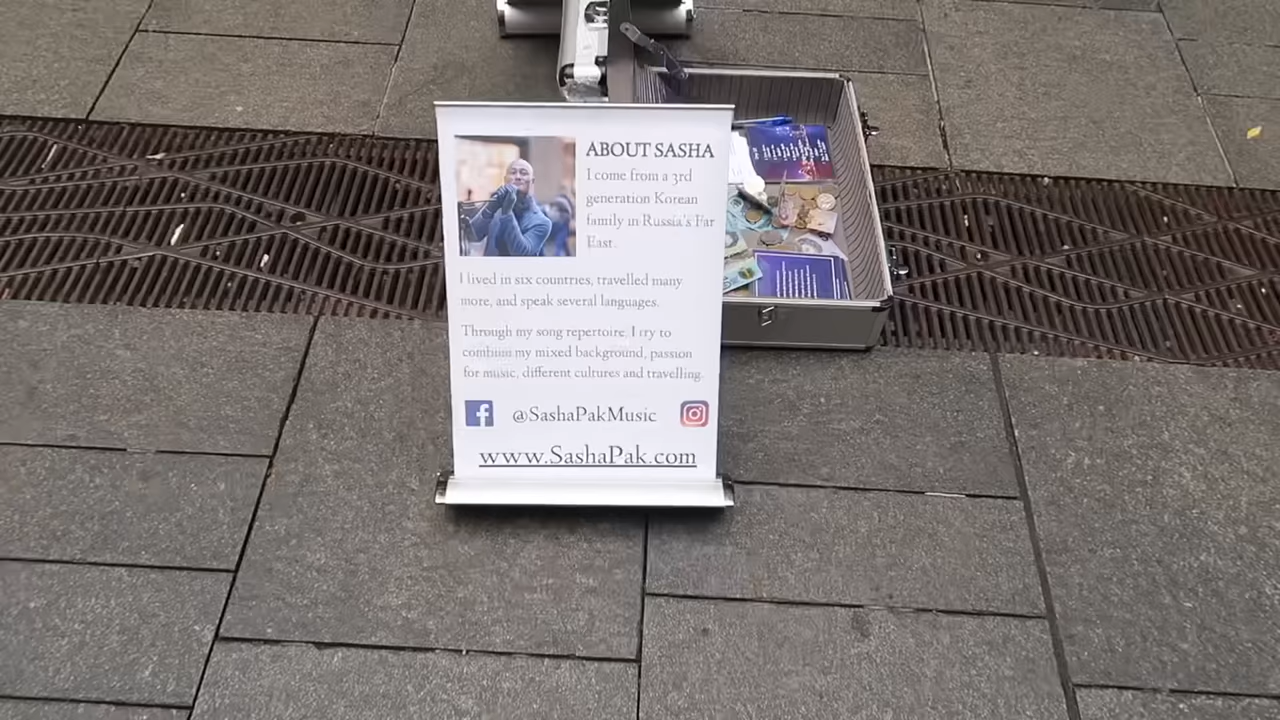 ABOUT SASHA
I come from a 3rd
generation Korean
family in Russia's Far
East.
I lived in six countries, travelled many
more, and speak several languages.
Through my song repertoire, I try to
combine my mixed background, passion
for music, different cultures and travelling.
@SashaPakMusic
www.SashaPak.com